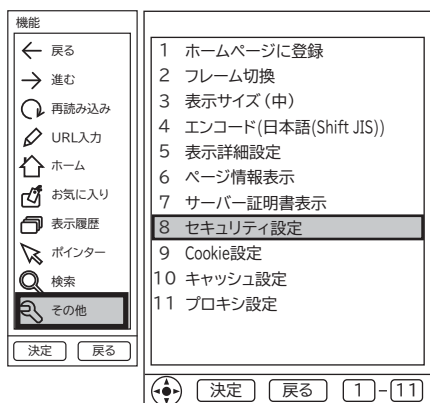 機能
戻る
進む
再読み込み
URL入力
ホーム
お気に入り
表示履歴
ポインター
検索
その他
決定 戻る
1 ホームページに登録
2 フレーム切換
3 表示サイズ(中)
4 エンコード(日本語(Shift JIS))
5 表示詳細設定
6 ページ情報表示
7 サーバー証明書表示
8 セキュリティ設定
9 Cookie設定
10 キャッシュ設定
11 プロキシ設定
決定 戻る 1-11